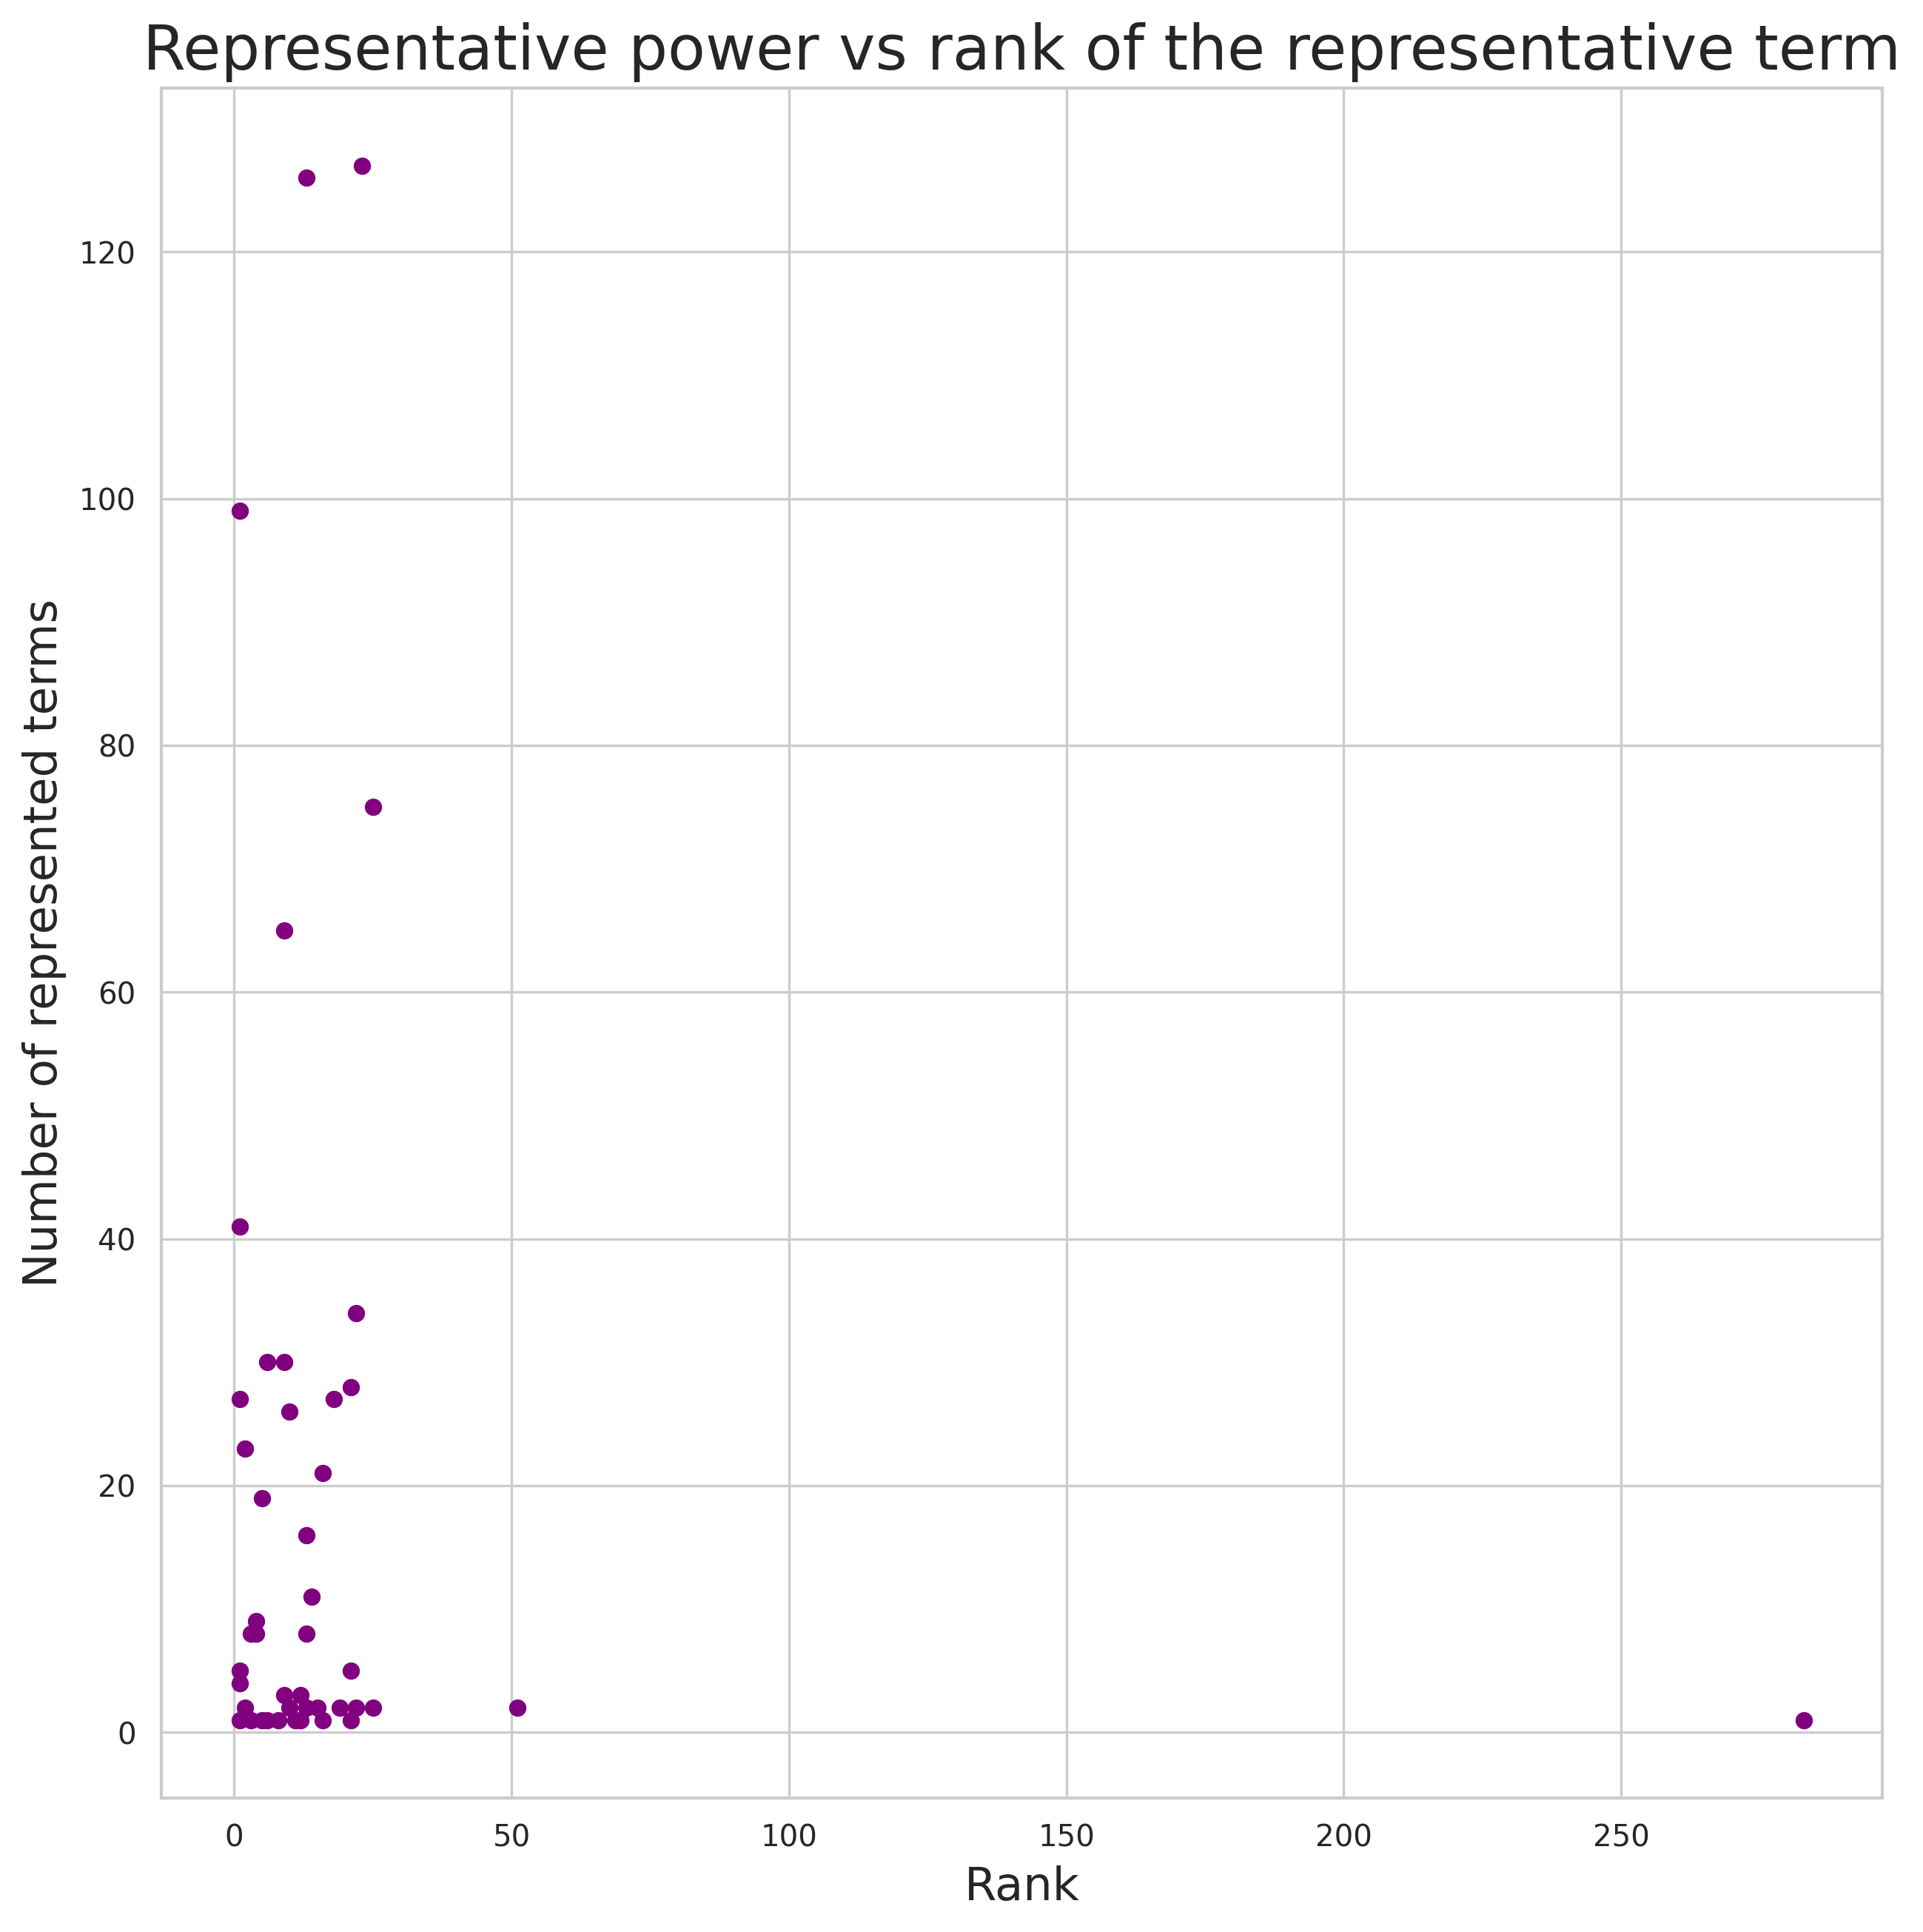 Representative power vs rank of the representative term
Number of represented terms
120
100
80
60
40
20
0
0 50 100 150 200 250
Rank